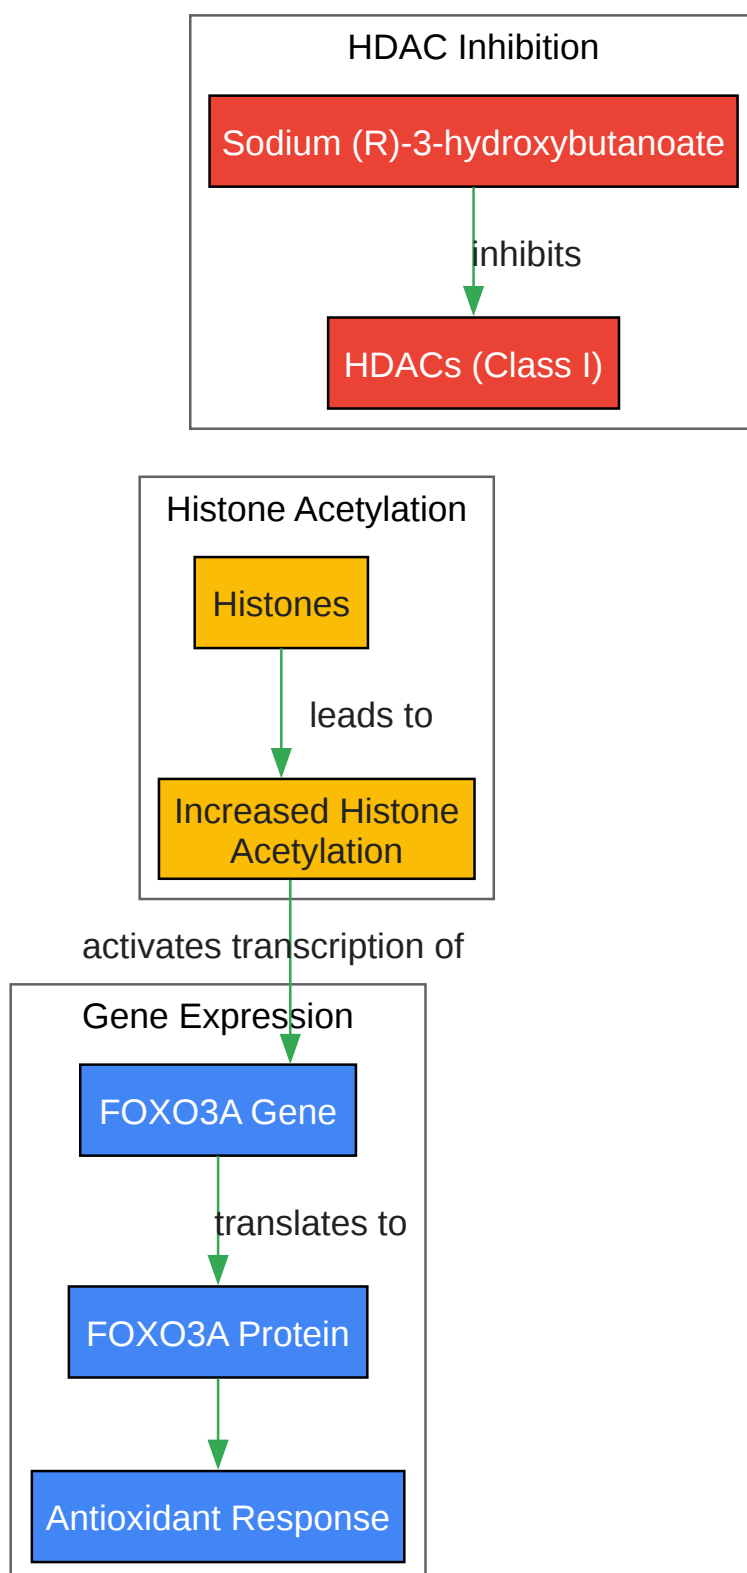 HDAC Inhibition
Sodium (R)-3-hydroxybutanoate
inhibits
HDACs (Class I)
Histone Acetylation
Histones
leads to
Increased Histone
Acetylation
activates transcription of
Gene Expression
FOXO3A Gene
translates to
FOXO3A Protein
Antioxidant Response